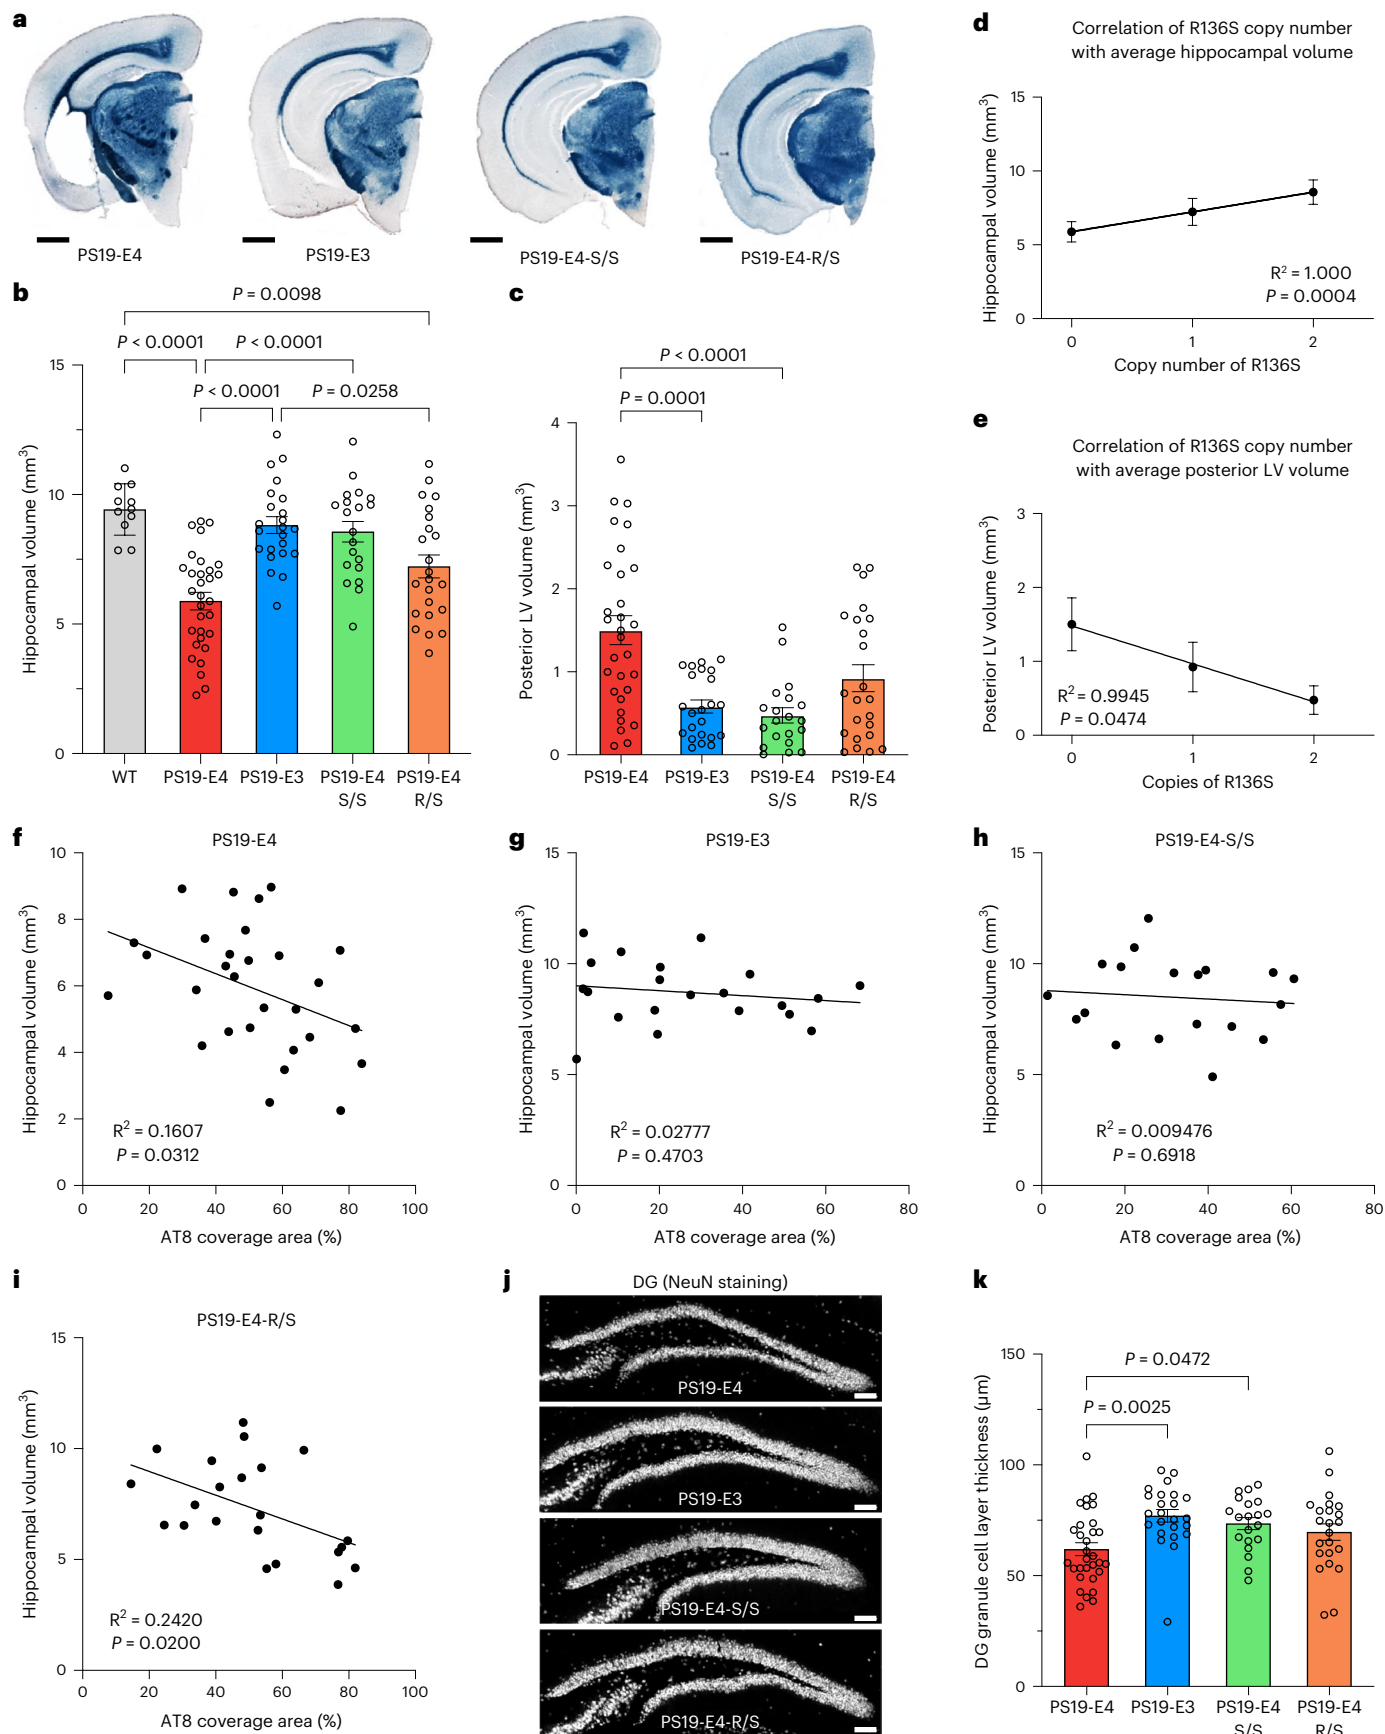 a
PS19-E4
PS19-E3
PS19-E4-S/S
PS19-E4-R/S
b
P = 0.0098
P < 0.0001
P < 0.0001
P < 0.0001
P = 0.0258
Hippocampal volume (mm³)
15
10
5
0
WT
PS19-E4
PS19-E3
PS19-E4
S/S
PS19-E4
R/S
c
P < 0.0001
P = 0.0001
Posterior LV volume (mm³)
4
3
2
1
0
PS19-E4
PS19-E3
PS19-E4
S/S
PS19-E4
R/S
d
Correlation of R136S copy number
with average hippocampal volume
Hippocampal volume (mm³)
15
10
5
0
R² = 1.000
P = 0.0004
0
1
2
Copy number of R136S
e
Correlation of R136S copy number
with average posterior LV volume
Posterior LV volume (mm³)
3
2
1
0
R² = 0.9945
P = 0.0474
0
1
2
Copies of R136S
f
PS19-E4
Hippocampal volume (mm³)
10
8
6
4
2
0
R² = 0.1607
P = 0.0312
0
20
40
60
80
100
AT8 coverage area (%)
g
PS19-E3
Hippocampal volume (mm³)
15
10
5
0
R² = 0.02777
P = 0.4703
0
20
40
60
80
AT8 coverage area (%)
h
PS19-E4-S/S
Hippocampal volume (mm³)
15
10
5
0
R² = 0.009476
P = 0.6918
0
20
40
60
80
AT8 coverage area (%)
i
PS19-E4-R/S
Hippocampal volume (mm³)
15
10
5
0
R² = 0.2420
P = 0.0200
0
20
40
60
80
100
AT8 coverage area (%)
j
DG (NeuN staining)
PS19-E4
PS19-E3
PS19-E4-S/S
PS19-E4-R/S
k
P = 0.0472
P = 0.0025
DG granule cell layer thickness (µm)
150
100
50
0
PS19-E4
PS19-E3
PS19-E4
S/S
PS19-E4
R/S